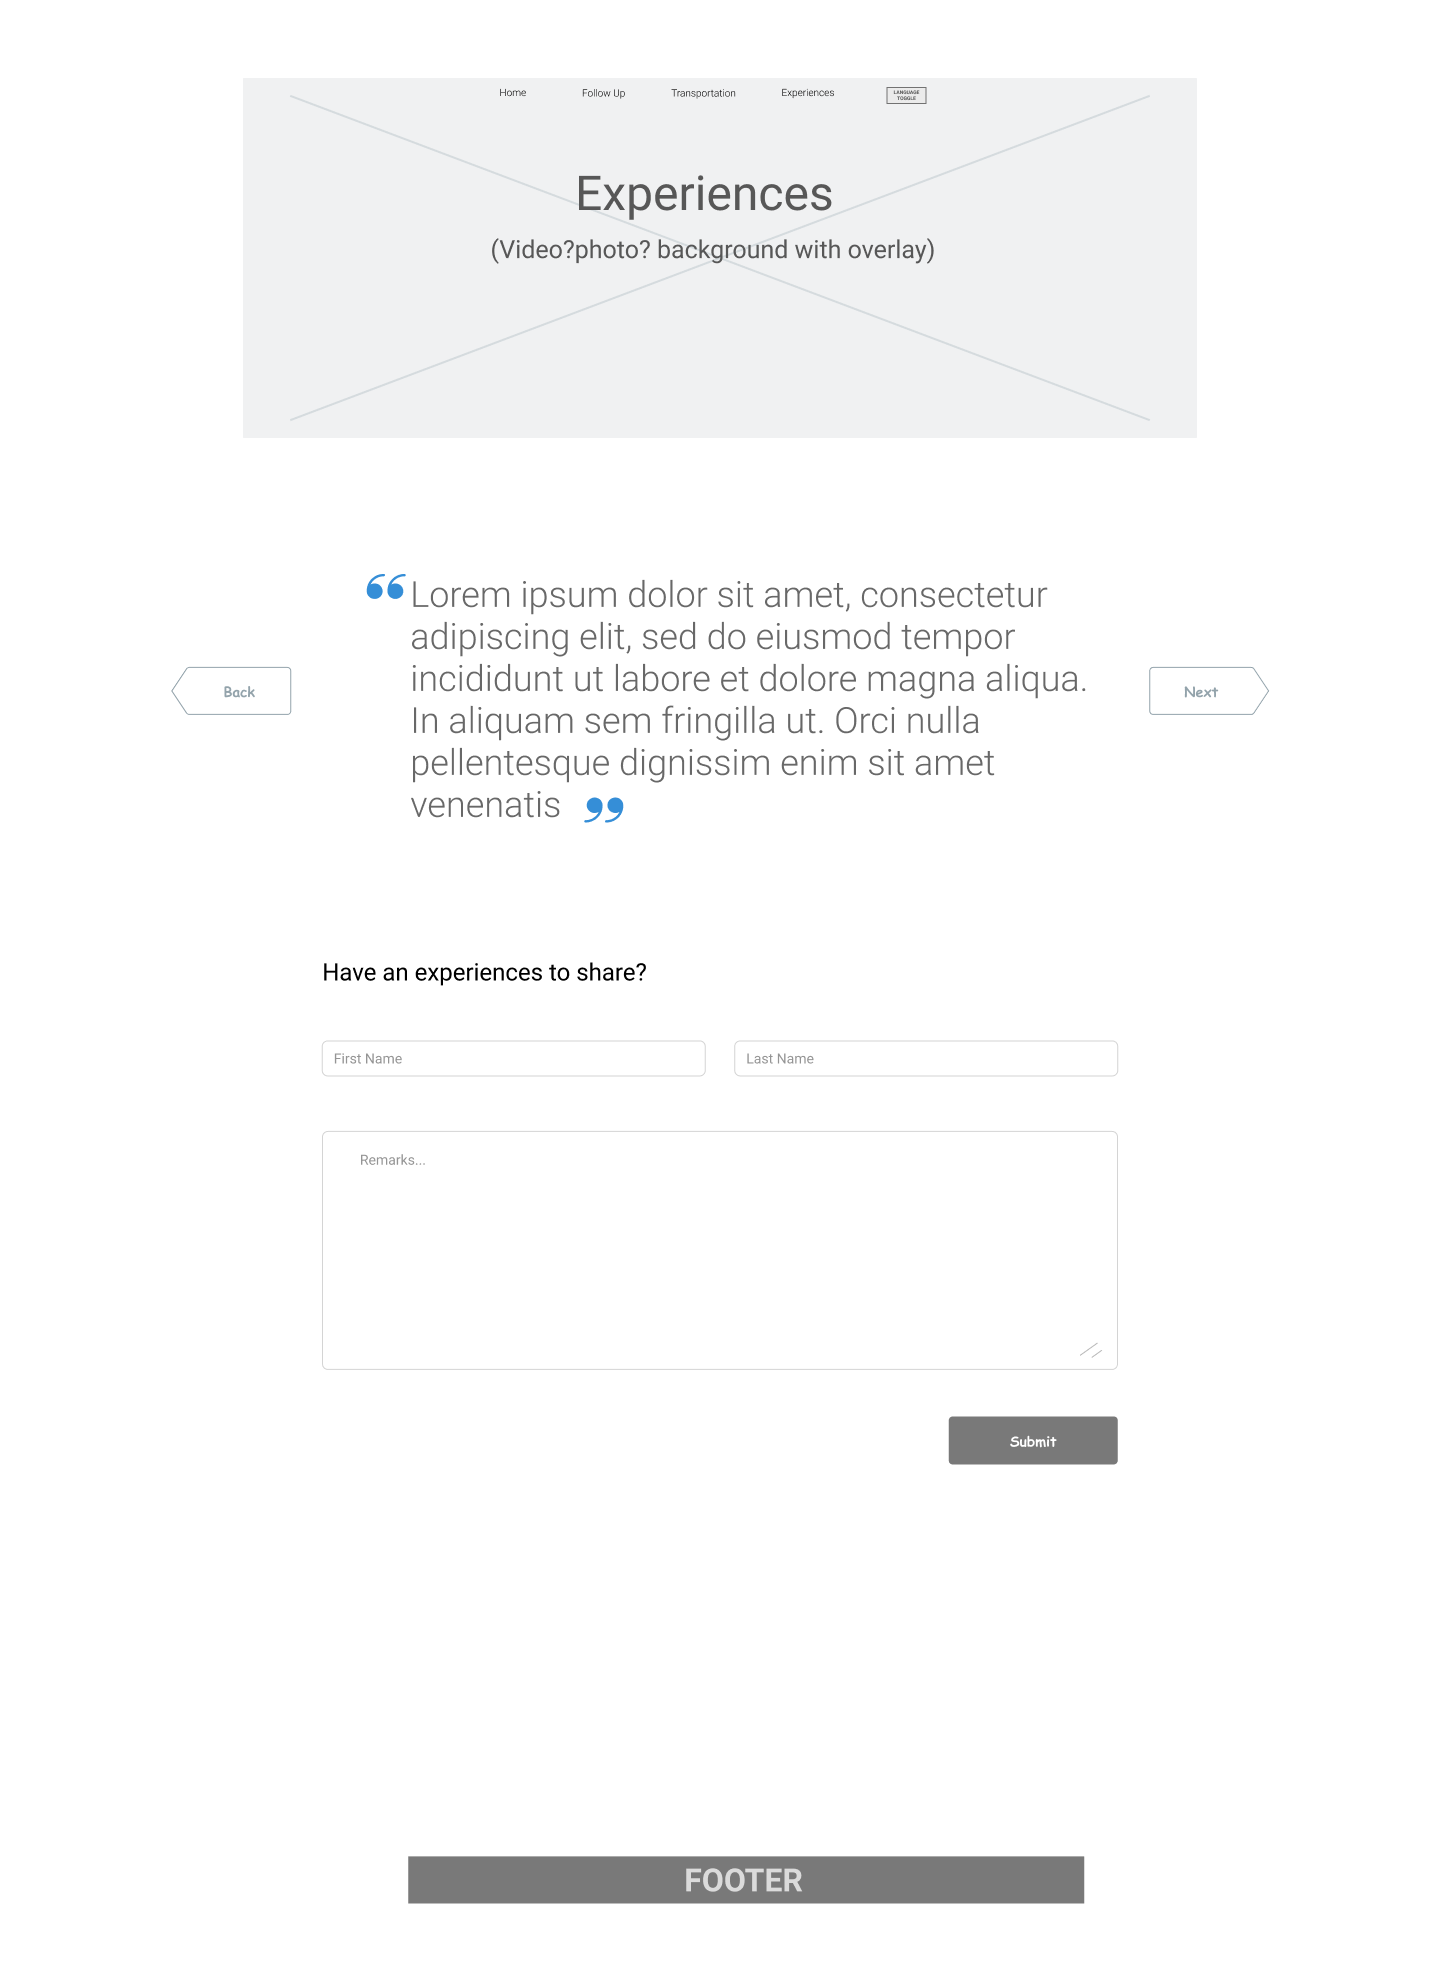 Home Follow Up Transportation Experiences LANGUAGE
TOGGLE
Experiences
(Video?photo? background with overlay)
“Lorem ipsum dolor sit amet, consectetur
adipiscing elit, sed do eiusmod tempor
incididunt ut labore et dolore magna aliqua.
In aliquam sem fringilla ut. Orci nulla
pellentesque dignissim enim sit amet
venenatis ”
Back
Next
Have an experiences to share?
First Name
Last Name
Remarks...
Submit
FOOTER